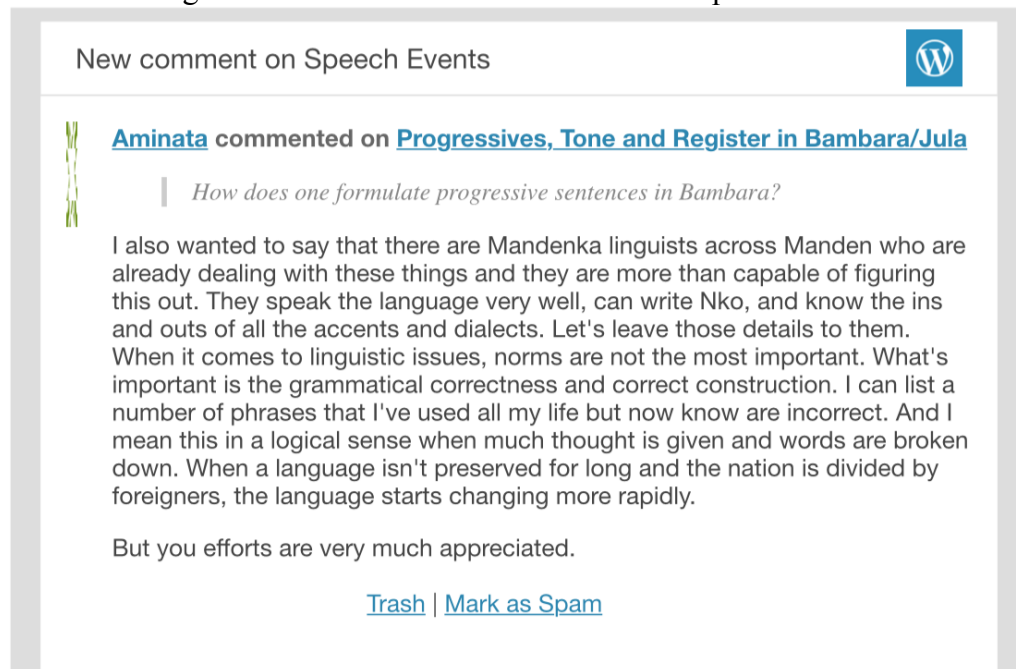 New comment on Speech Events
Aminata commented on Progressives, Tone and Register in Bambara/Jula
How does one formulate progressive sentences in Bambara?
I also wanted to say that there are Mandenka linguists across Manden who are
already dealing with these things and they are more than capable of figuring
this out. They speak the language very well, can write Nko, and know the ins
and outs of all the accents and dialects. Let's leave those details to them.
When it comes to linguistic issues, norms are not the most important. What's
important is the grammatical correctness and correct construction. I can list a
number of phrases that I've used all my life but now know are incorrect. And I
mean this in a logical sense when much thought is given and words are broken
down. When a language isn't preserved for long and the nation is divided by
foreigners, the language starts changing more rapidly.
But you efforts are very much appreciated.
Trash | Mark as Spam